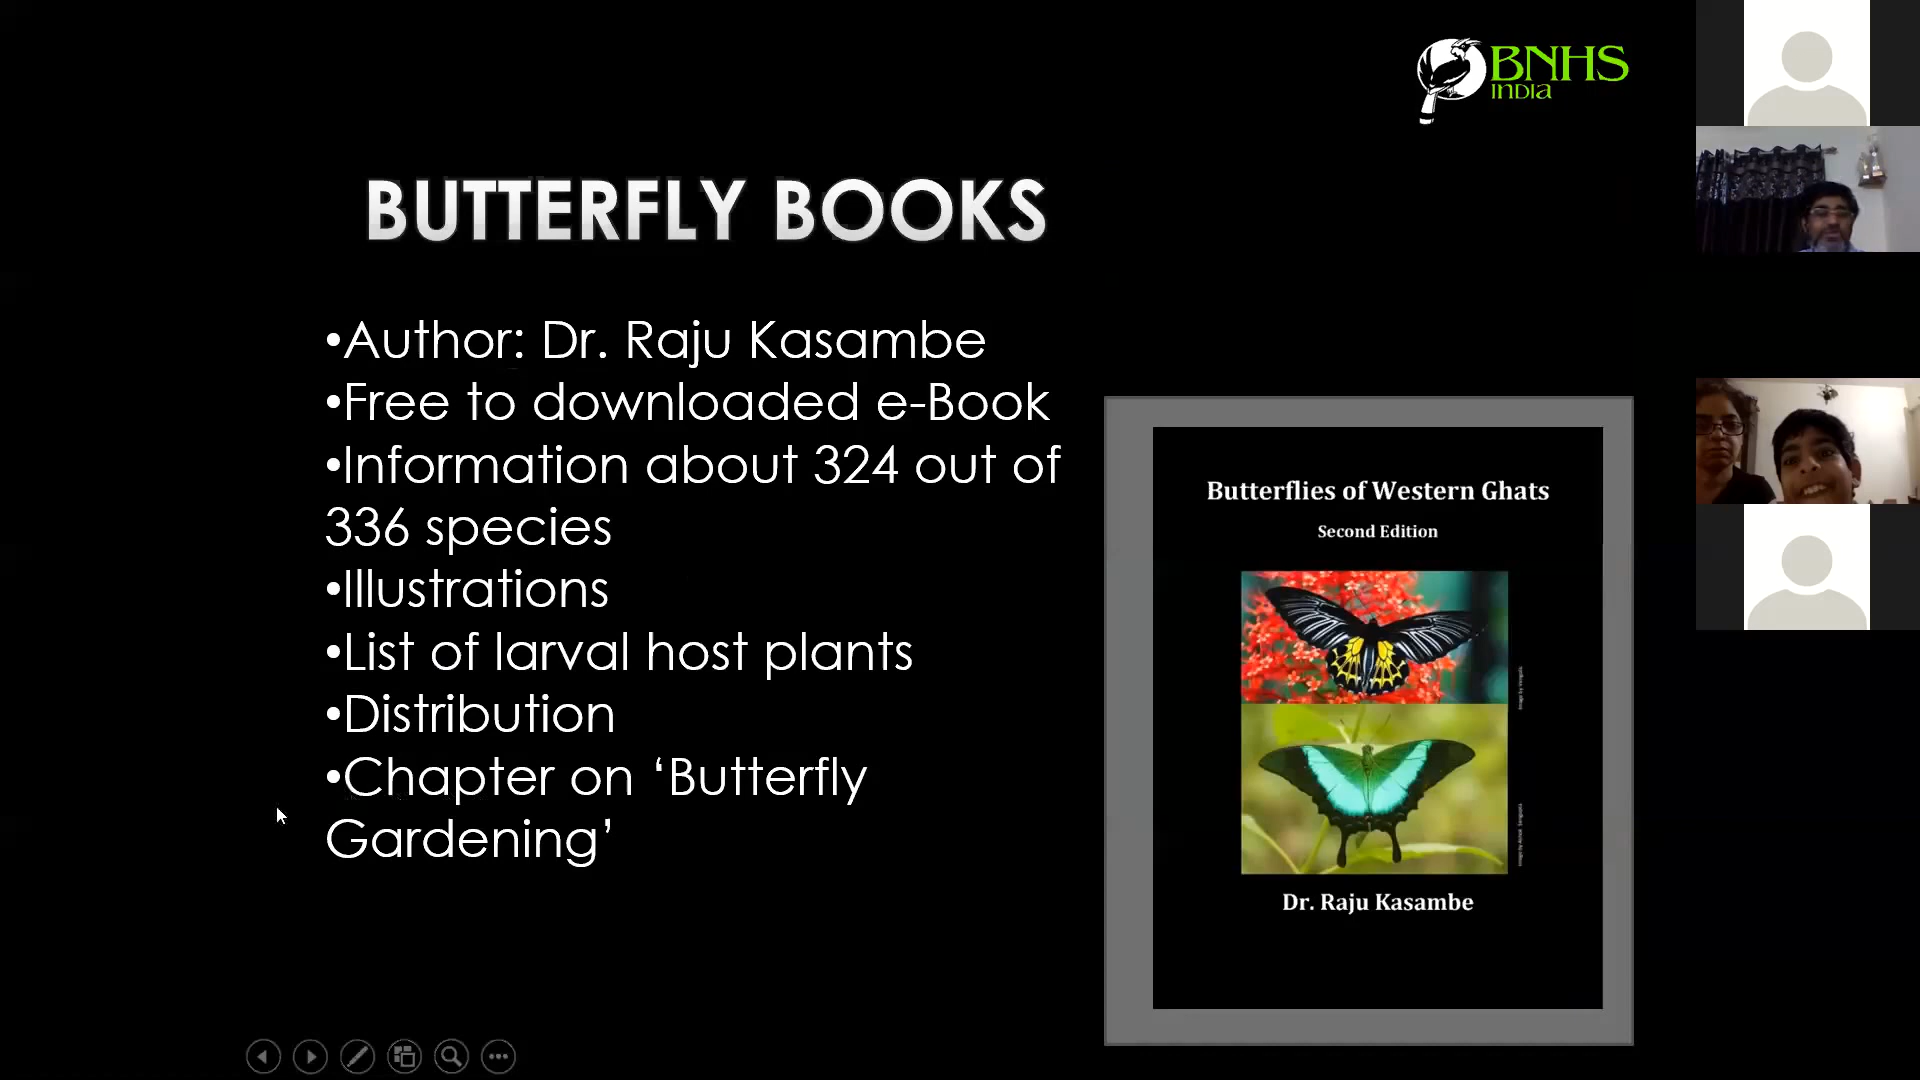 BNHS
INDIA
BUTTERFLY BOOKS
•Author: Dr. Raju Kasambe
•Free to downloaded e-Book
•Information about 324 out of
336 species
•Illustrations
•List of larval host plants
•Distribution
•Chapter on ‘Butterfly
Gardening’
Butterflies of Western Ghats
Second Edition
Dr. Raju Kasambe